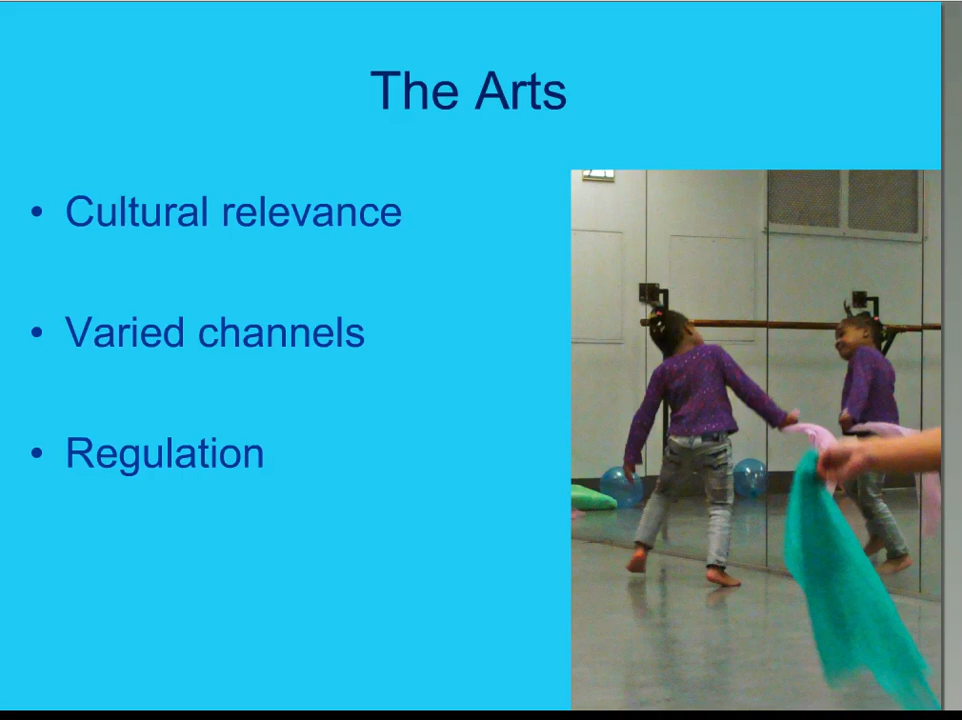 The Arts
• Cultural relevance
• Varied channels
• Regulation